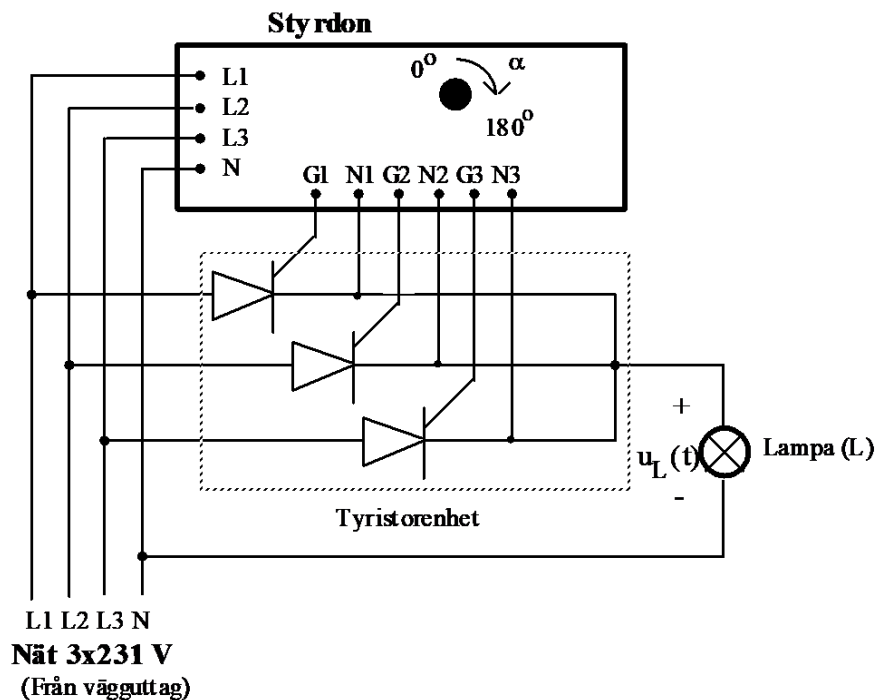 Styrdon
L1
L2
L3
N
0° α
180°
G1 N1 G2 N2 G3 N3
+
u_L (t)
-
Lampa (L)
Tyristorenhet
L1 L2 L3 N
Nät 3x231 V
(Från vägguttag)